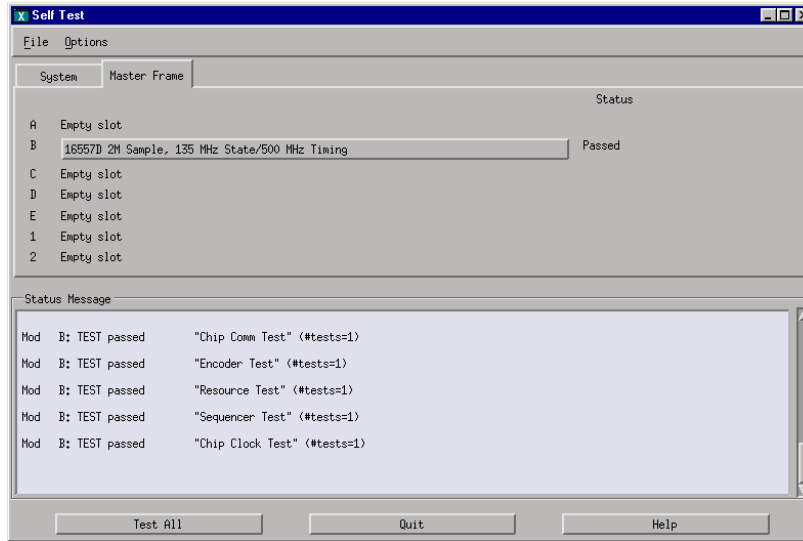 X Self Test
File Options
System Master Frame
Status
A Empty slot
B 16557D 2M Sample, 135 MHz State/500 MHz Timing Passed
C Empty slot
D Empty slot
E Empty slot
1 Empty slot
2 Empty slot
Status Message
Mod B: TEST passed "Chip Comm Test" (#tests=1)
Mod B: TEST passed "Encoder Test" (#tests=1)
Mod B: TEST passed "Resource Test" (#tests=1)
Mod B: TEST passed "Sequencer Test" (#tests=1)
Mod B: TEST passed "Chip Clock Test" (#tests=1)
Test All Quit Help